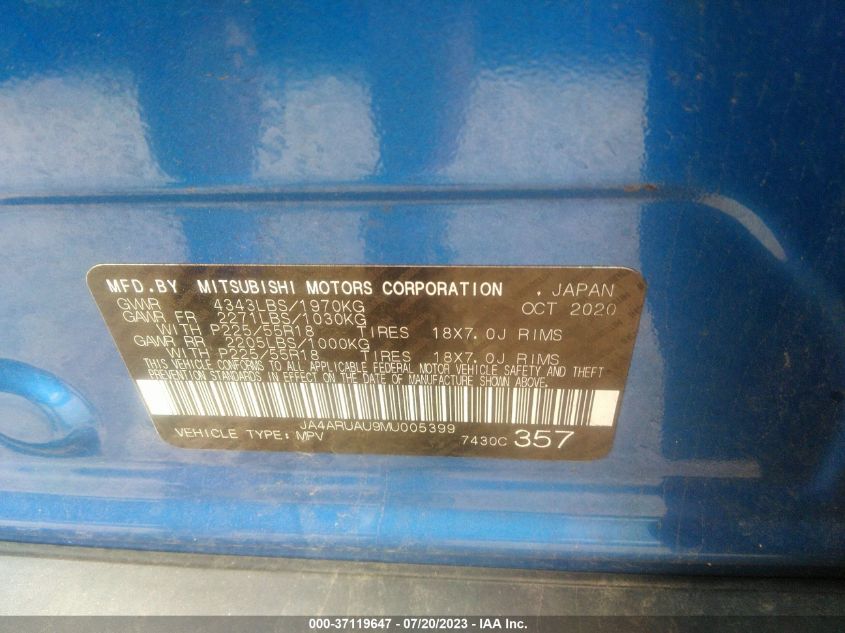 MFD.BY MITSUBISHI MOTORS CORPORATION . JAPAN
GVWR 4343LBS/1970KG OCT 2020
GAWR FR 2271LBS/1030KG
WITH P225/55R18 TIRES 18X7.0J RIMS
GAWR RR 2205LBS/1000KG
WITH P225/55R18 TIRES 18X7.0J RIMS
THIS VEHICLE CONFORMS TO ALL APPLICABLE FEDERAL MOTOR VEHICLE SAFETY AND THEFT
PREVENTION STANDARDS IN EFFECT ON THE DATE OF MANUFACTURE SHOWN ABOVE.
JA4ARUAU9MU005399
VEHICLE TYPE: MPV 7430C 357
000-37119647 / 07/20/2023 - IAA Inc.